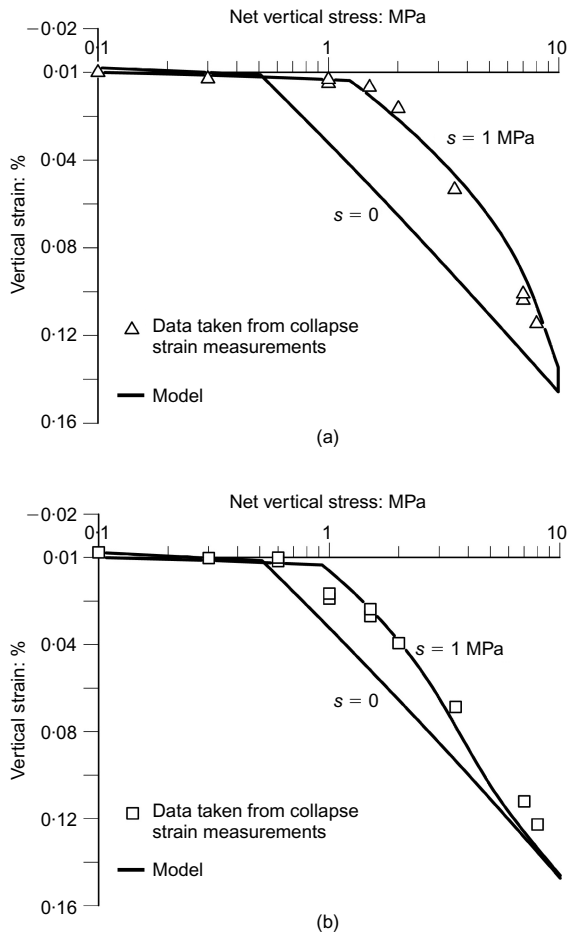 Net vertical stress: MPa
−0·02
0·1
1
10
0·01
0·04
0·08
0·12
0·16
Vertical strain: %
s = 1 MPa
s = 0
Data taken from collapse
strain measurements
Model
(a)
Net vertical stress: MPa
−0·02
0·1
1
10
0·01
0·04
0·08
0·12
0·16
Vertical strain: %
s = 1 MPa
s = 0
Data taken from collapse
strain measurements
Model
(b)